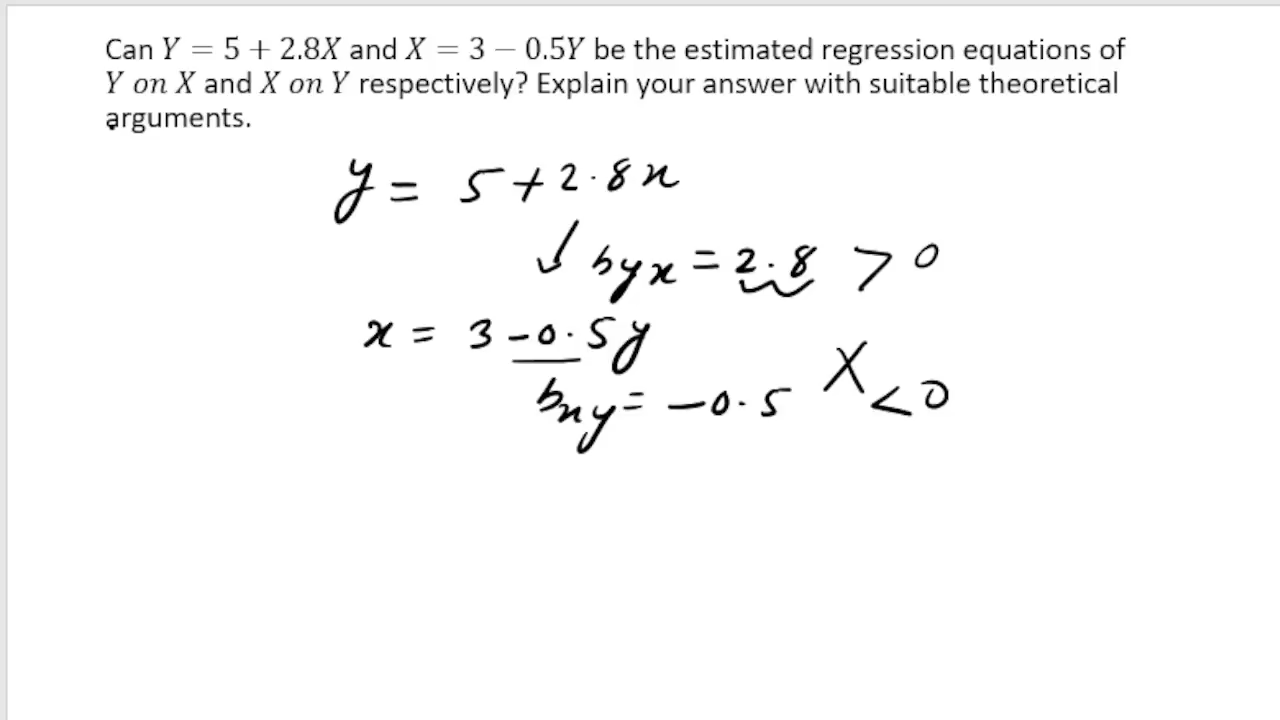 Can Y = 5 + 2.8X and X = 3 − 0.5Y be the estimated regression equations of
Y on X and X on Y respectively? Explain your answer with suitable theoretical
arguments.
y = 5 + 2.8x
↓ byx = 2.8 > 0
x = 3 - 0.5y
bxy = -0.5 X < 0